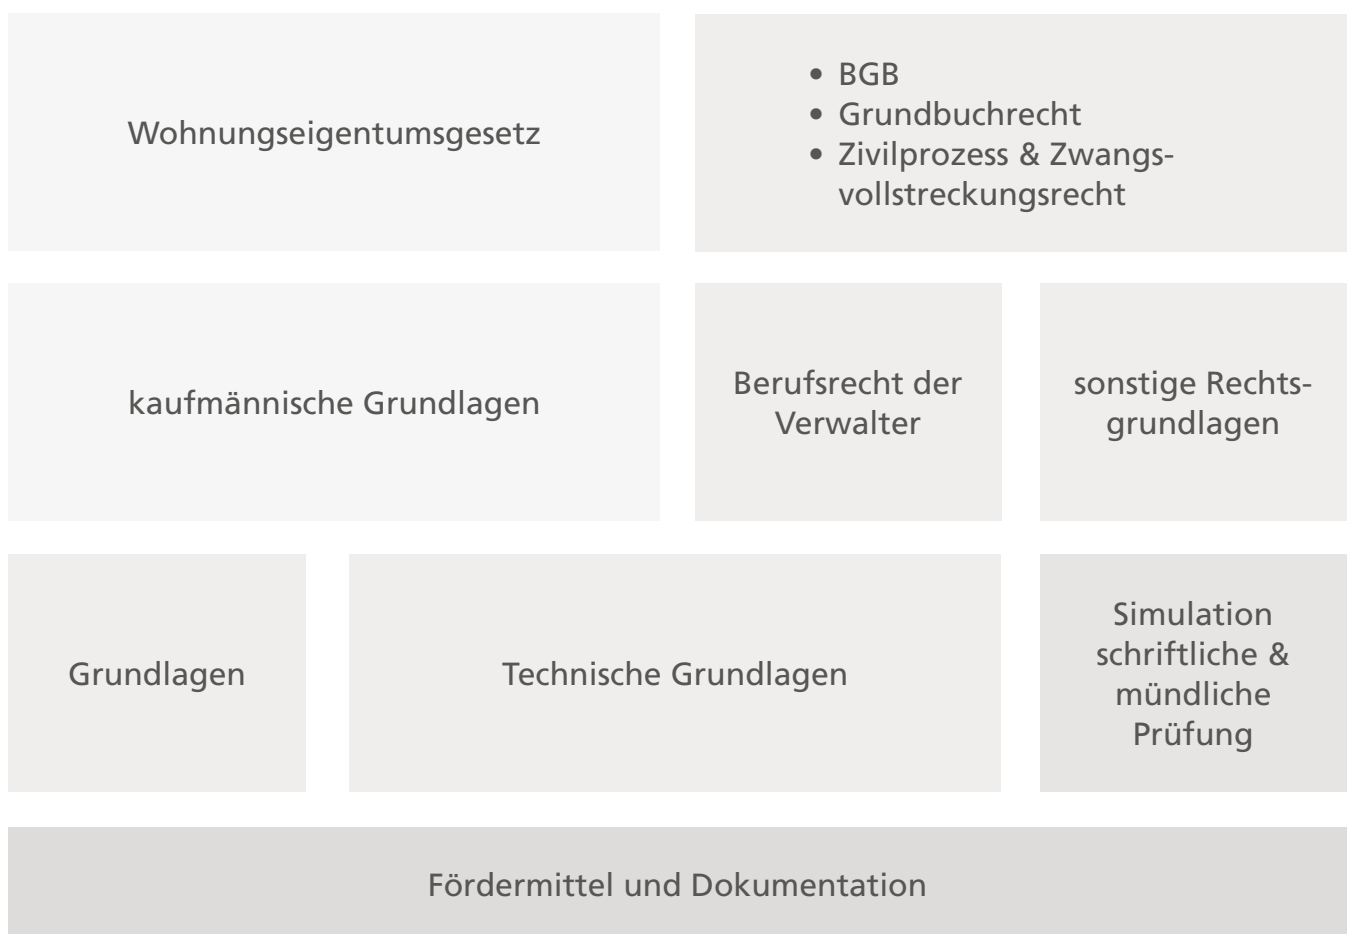 Wohnungseigentumsgesetz
• BGB
• Grundbuchrecht
• Zivilprozess & Zwangs-
vollstreckungsrecht
kaufmännische Grundlagen
Berufsrecht der
Verwalter
sonstige Rechts-
grundlagen
Grundlagen
Technische Grundlagen
Simulation
schriftliche &
mündliche
Prüfung
Fördermittel und Dokumentation